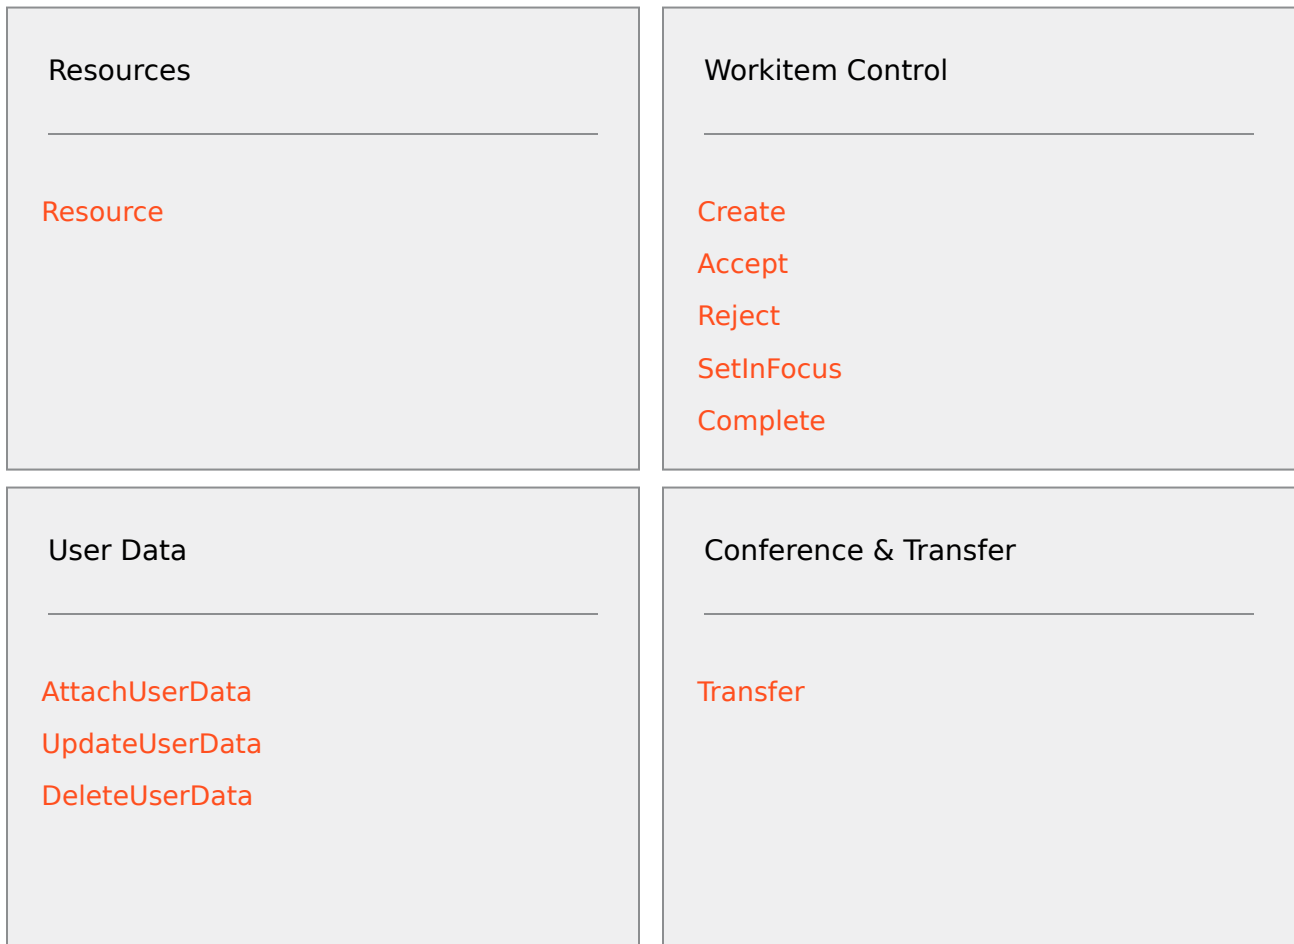 Resources
Resource
Workitem Control
Create
Accept
Reject
SetInFocus
Complete
User Data
AttachUserData
UpdateUserData
DeleteUserData
Conference & Transfer
Transfer